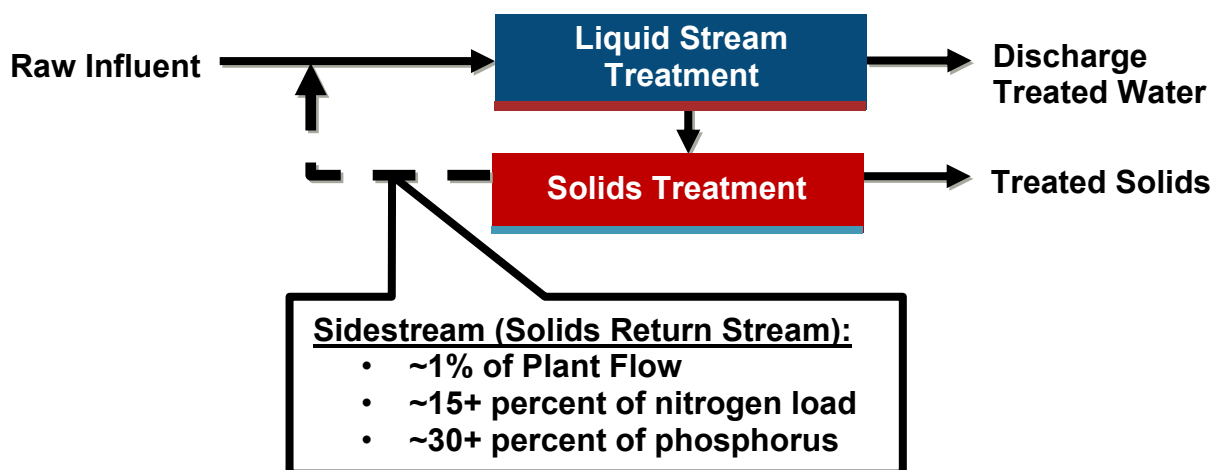 Raw Influent
Liquid Stream
Treatment
Discharge
Treated Water
Solids Treatment
Treated Solids
Sidestream (Solids Return Stream):
• ~1% of Plant Flow
• ~15+ percent of nitrogen load
• ~30+ percent of phosphorus